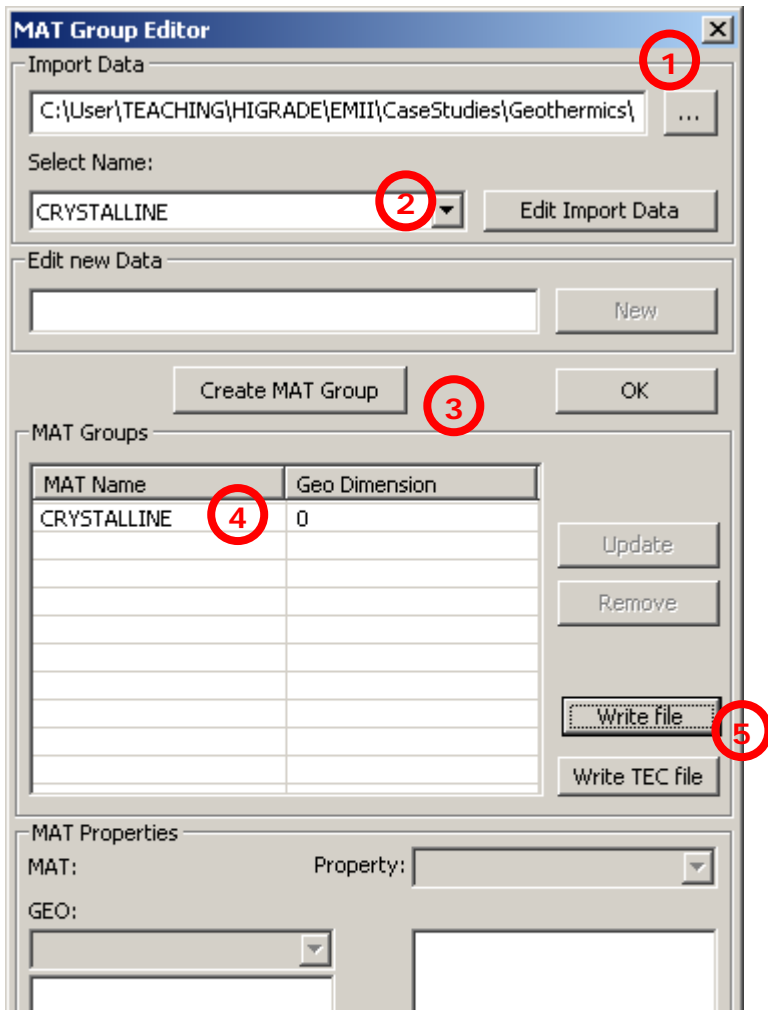 MAT Group Editor
Import Data
1
C:\User\TEACHING\HIGRADE\EMII\CaseStudies\Geothermics\ ...
Select Name:
CRYSTALLINE 2 Edit Import Data
Edit new Data
New
Create MAT Group 3 OK
MAT Groups
MAT Name Geo Dimension
CRYSTALLINE 4 0
Update
Remove
Write file 5
Write TEC file
MAT Properties
MAT: Property:
GEO: